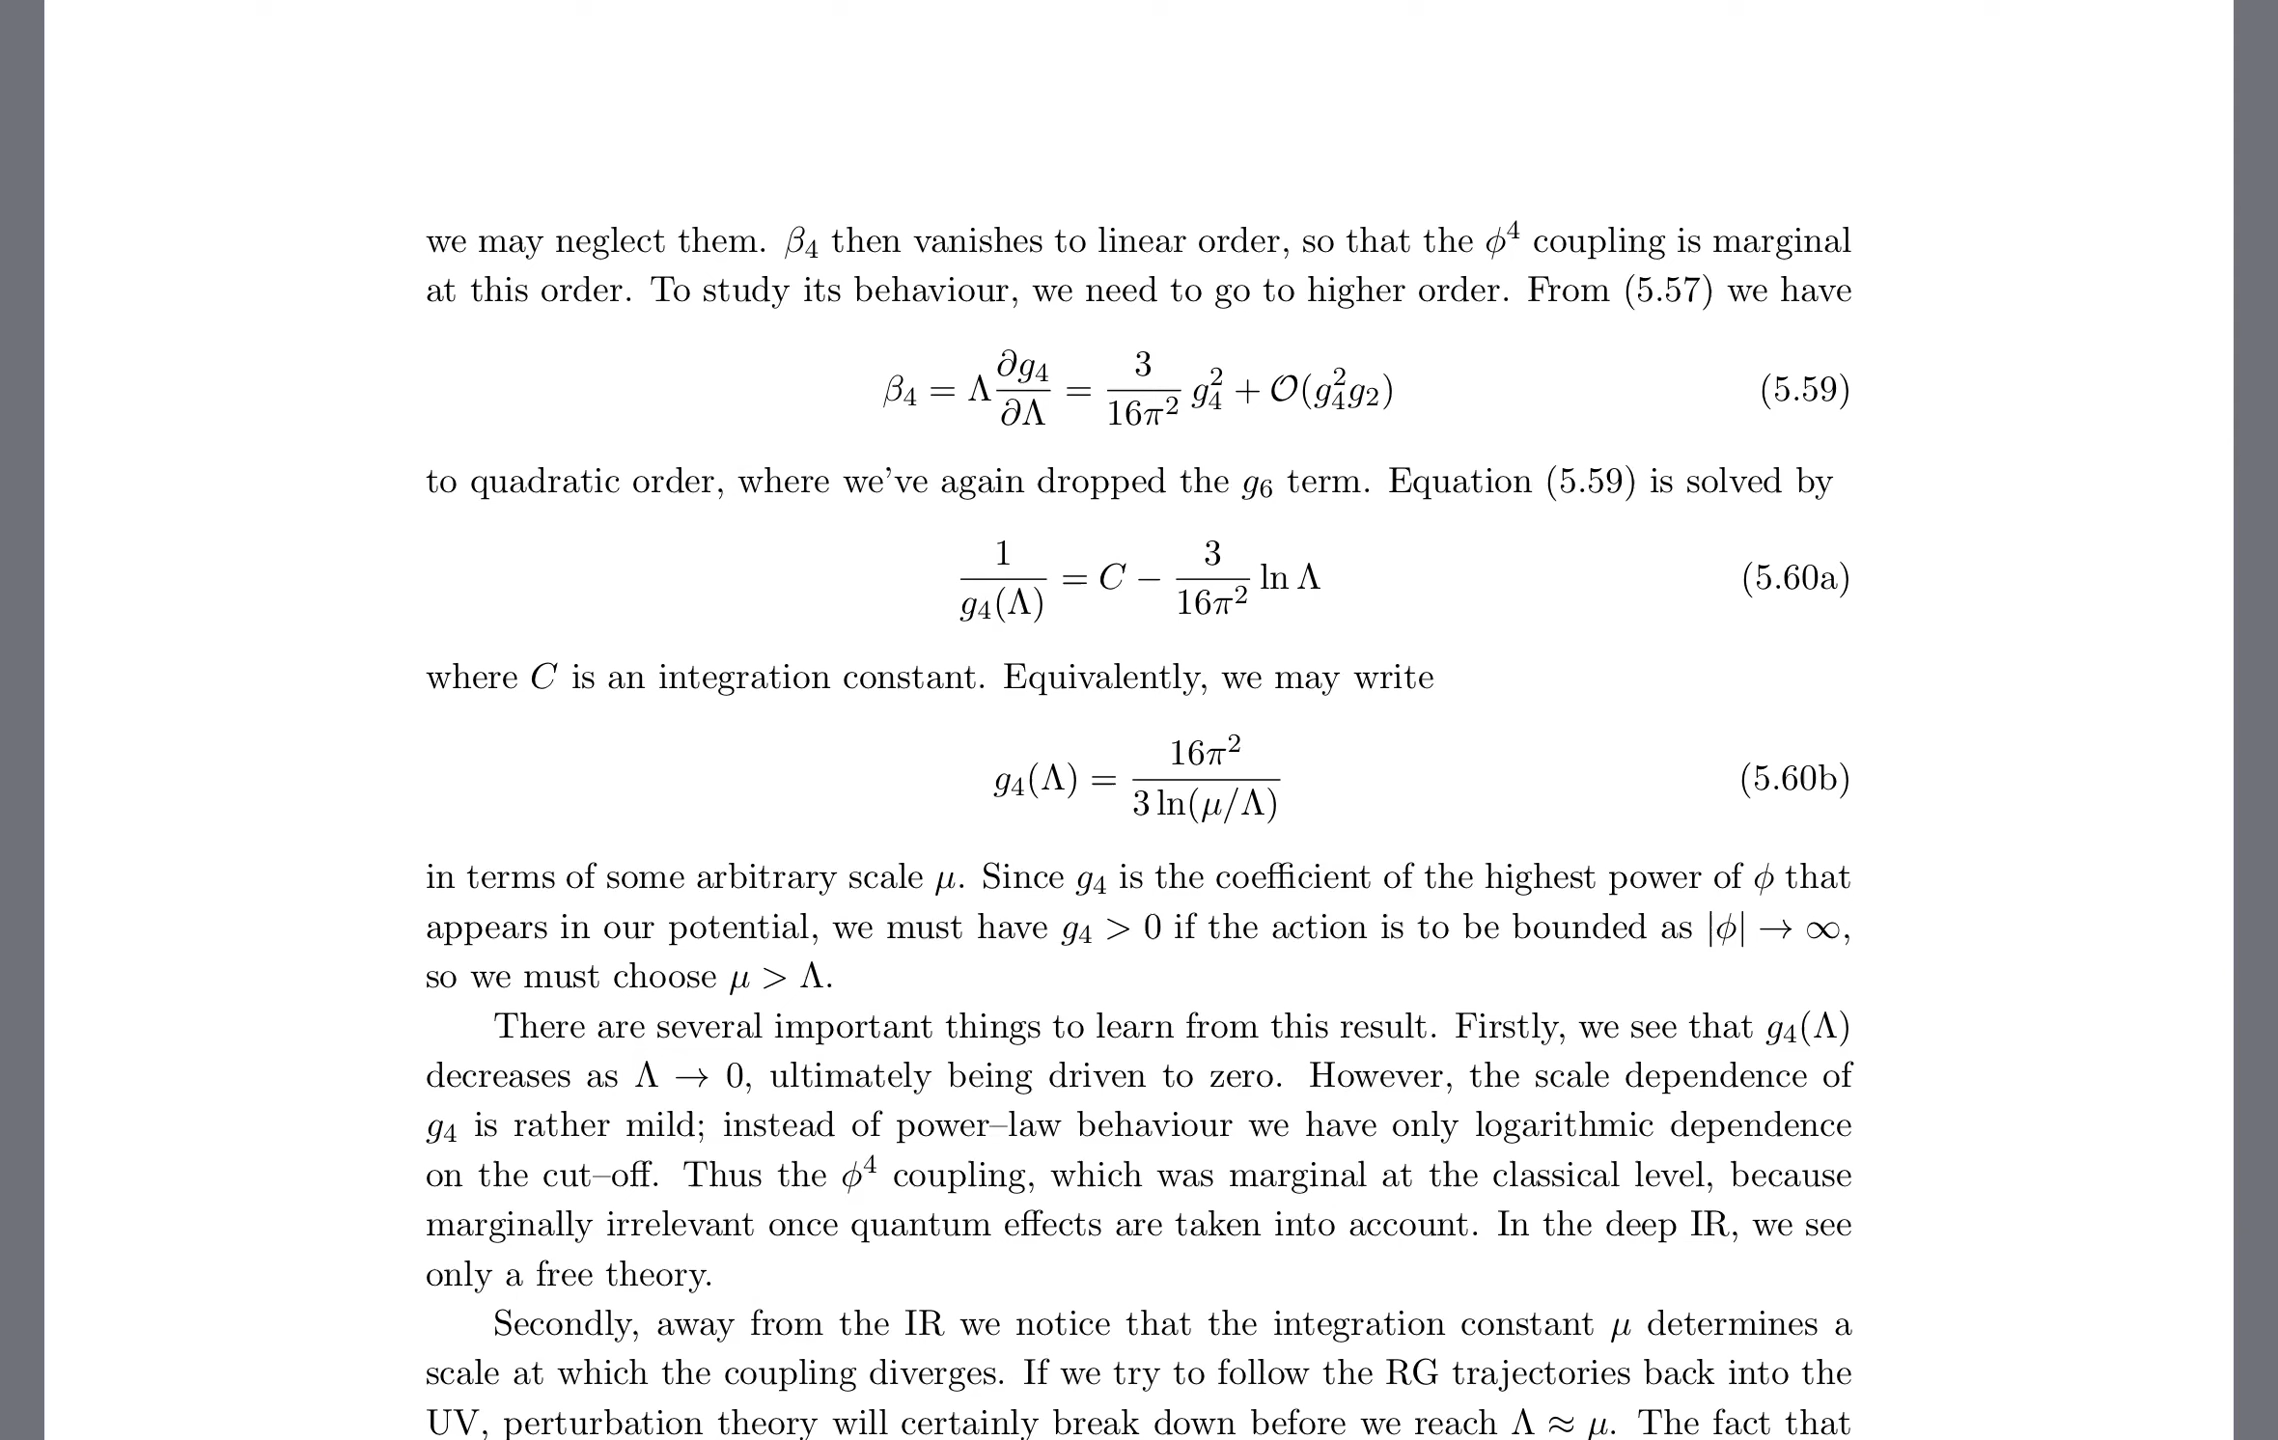 we may neglect them. β₄ then vanishes to linear order, so that the ϕ⁴ coupling is marginal
at this order. To study its behaviour, we need to go to higher order. From (5.57) we have
β₄ = Λ ∂g₄/∂Λ = 3/16π² g₄² + O(g₄²g₂) (5.59)
to quadratic order, where we've again dropped the g₆ term. Equation (5.59) is solved by
1/g₄(Λ) = C − 3/16π² ln Λ (5.60a)
where C is an integration constant. Equivalently, we may write
g₄(Λ) = 16π²/3 ln(μ/Λ) (5.60b)
in terms of some arbitrary scale μ. Since g₄ is the coefficient of the highest power of ϕ that
appears in our potential, we must have g₄ > 0 if the action is to be bounded as |ϕ| → ∞,
so we must choose μ > Λ.
There are several important things to learn from this result. Firstly, we see that g₄(Λ)
decreases as Λ → 0, ultimately being driven to zero. However, the scale dependence of
g₄ is rather mild; instead of power–law behaviour we have only logarithmic dependence
on the cut–off. Thus the ϕ⁴ coupling, which was marginal at the classical level, because
marginally irrelevant once quantum effects are taken into account. In the deep IR, we see
only a free theory.
Secondly, away from the IR we notice that the integration constant μ determines a
scale at which the coupling diverges. If we try to follow the RG trajectories back into the
UV, perturbation theory will certainly break down before we reach Λ ≈ μ. The fact that